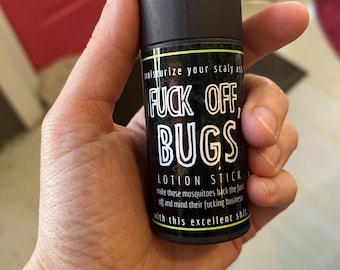 moisturize your scaly ass
FUCK OFF,
BUGS
LOTION STICK
make those mosquitoes back the fuck
off and mind their fucking business
with this excellent shit